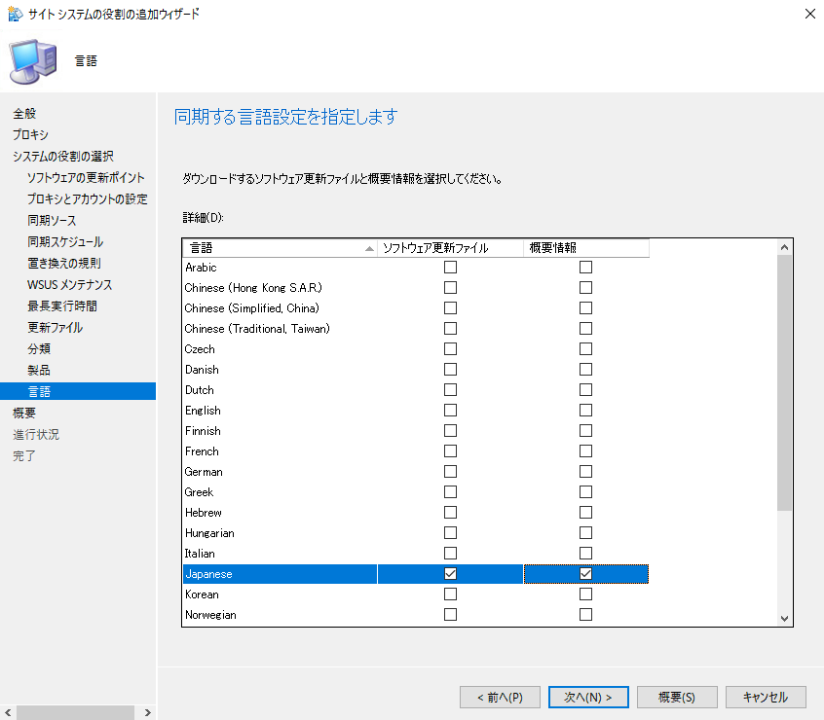 サイト システムの役割の追加ウィザード
言語
全般
プロキシ
システムの役割の選択
ソフトウェアの更新ポイント
プロキシとアカウントの設定
同期ソース
同期スケジュール
置き換えの規則
WSUS メンテナンス
最長実行時間
更新ファイル
分類
製品
言語
概要
進行状況
完了
同期する言語設定を指定します
ダウンロードするソフトウェア更新ファイルと概要情報を選択してください。
詳細(D):
言語 ソフトウェア更新ファイル 概要情報
Arabic
Chinese (Hong Kong S.A.R.)
Chinese (Simplified, China)
Chinese (Traditional, Taiwan)
Czech
Danish
Dutch
English
Finnish
French
German
Greek
Hebrew
Hungarian
Italian
Japanese
Korean
Norwegian
< 前へ(P) 次へ(N) > 概要(S) キャンセル